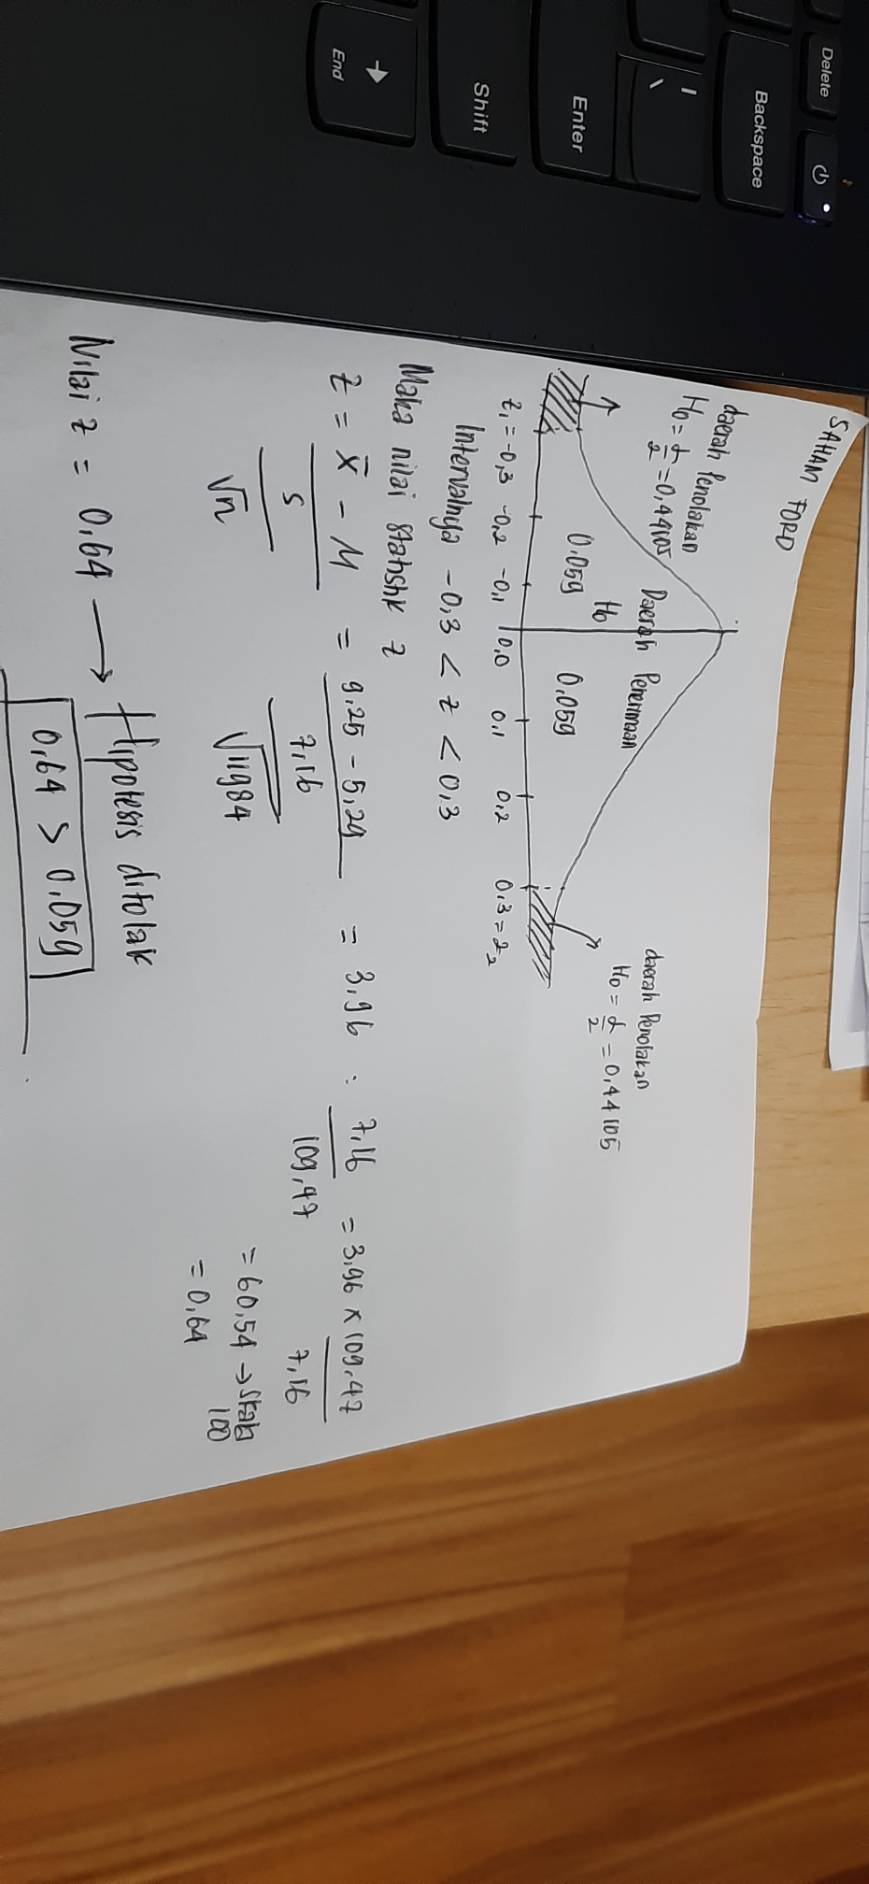 Delete
Backspace
Enter
Shift
End
SAHAM FORD
daerah Penolakan
H₀ = α/2 = 0,44105
Daerah Penerimaan
H₀
daerah Penolakan
H₀ = α/2 = 0,44105
0.059 0.059
z₁ = -0,3 -0,2 -0,1 0,0 0,1 0,2 0,3 = z₂
Intervalnya -0,3 < z < 0,3
Maka nilai statistik z
z = x̄ - M / s/√n = 9,25 - 5,29 / 7,16/√11984 = 3,96 : 7,16/109,47 = 3,96 x 109,47/7,16
= 60,54 → skala 100
= 0,64
Nilai z = 0,64 → Hipotesis ditolak
0,64 > 0,059